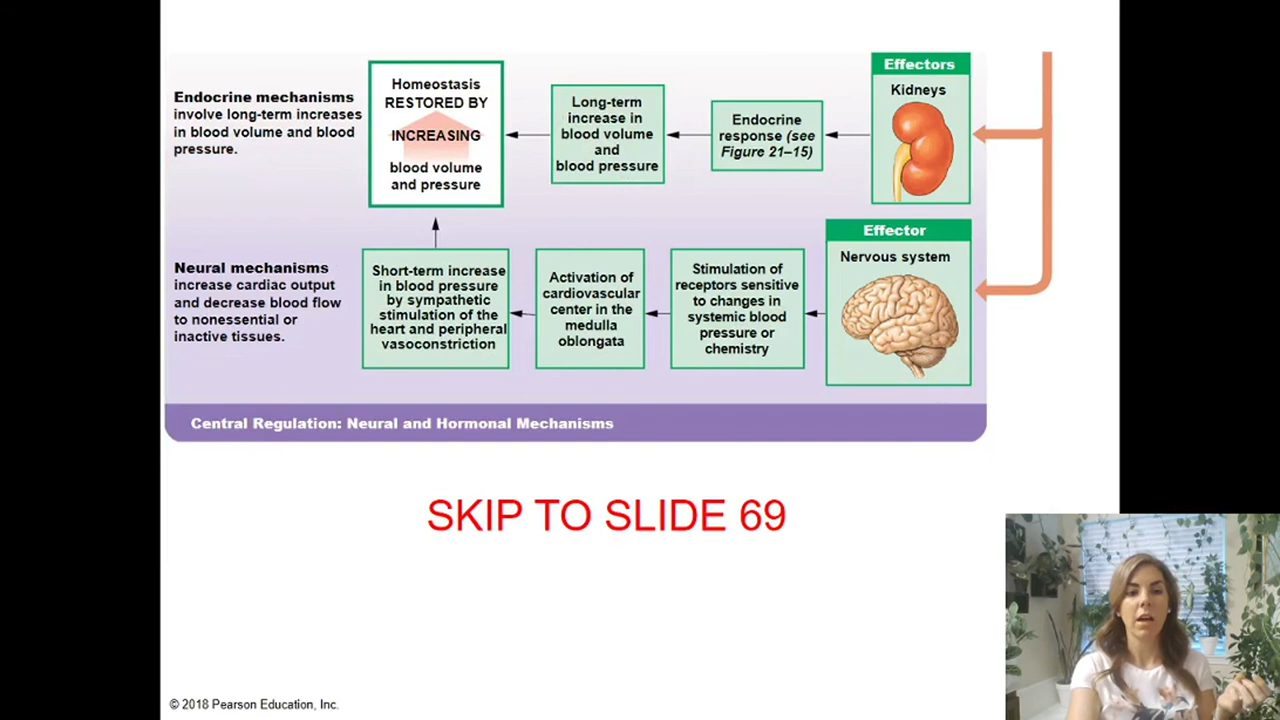 Endocrine mechanisms
involve long-term increases
in blood volume and blood
pressure.
Homeostasis
RESTORED BY
INCREASING
blood volume
and pressure
Long-term
increase in
blood volume
and
blood pressure
Endocrine
response (see
Figure 21–15)
Effectors
Kidneys
Neural mechanisms
increase cardiac output
and decrease blood flow
to nonessential or
inactive tissues.
Short-term increase
in blood pressure
by sympathetic
stimulation of the
heart and peripheral
vasoconstriction
Activation of
cardiovascular
center in the
medulla
oblongata
Stimulation of
receptors sensitive
to changes in
systemic blood
pressure or
chemistry
Effector
Nervous system
Central Regulation: Neural and Hormonal Mechanisms
SKIP TO SLIDE 69
© 2018 Pearson Education, Inc.